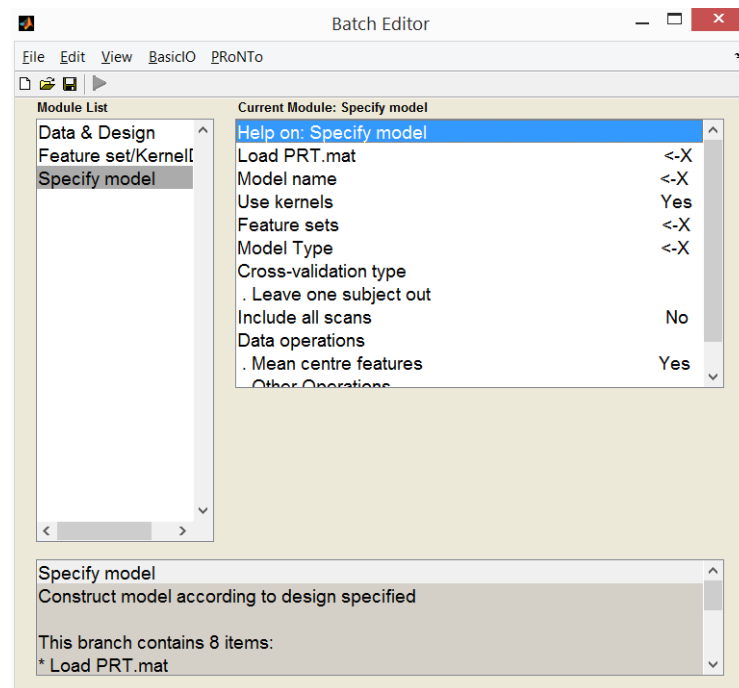 Batch Editor
File Edit View BasicIO PRoNTo
Module List
Data & Design
Feature set/Kernel
Specify model
Current Module: Specify model
Help on: Specify model
Load PRT.mat <-X
Model name <-X
Use kernels Yes
Feature sets <-X
Model Type <-X
Cross-validation type
. Leave one subject out
Include all scans No
Data operations
. Mean centre features Yes
. Other Operations
Specify model
Construct model according to design specified
This branch contains 8 items:
* Load PRT.mat